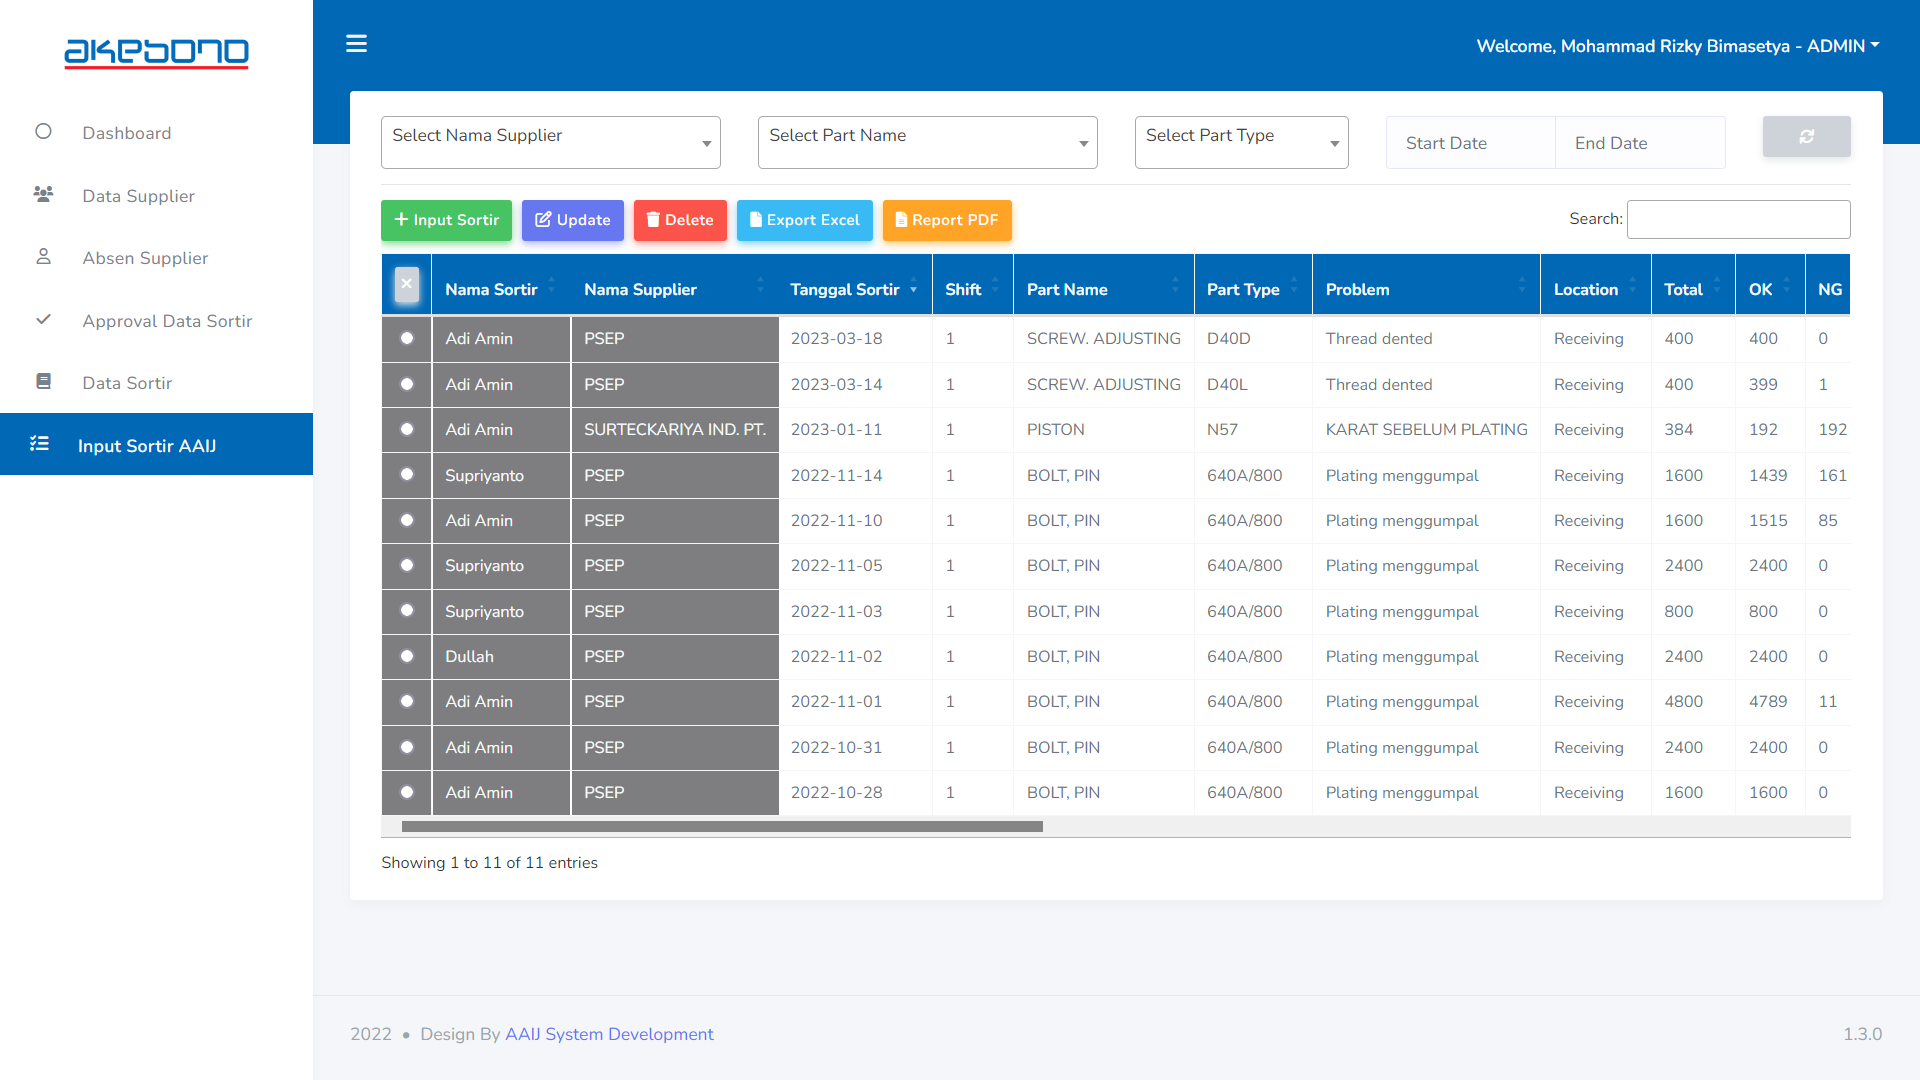 akebono
Welcome, Mohammad Rizky Bimasetya - ADMIN
Dashboard
Data Supplier
Absen Supplier
Approval Data Sortir
Data Sortir
Input Sortir AAIJ
Select Nama Supplier Select Part Name Select Part Type Start Date End Date
Input Sortir Update Delete Export Excel Report PDF Search:
Nama Sortir Nama Supplier Tanggal Sortir Shift Part Name Part Type Problem Location Total OK NG
Adi Amin PSEP 2023-03-18 1 SCREW. ADJUSTING D40D Thread dented Receiving 400 400 0
Adi Amin PSEP 2023-03-14 1 SCREW. ADJUSTING D40L Thread dented Receiving 400 399 1
Adi Amin SURTECKARIYA IND. PT. 2023-01-11 1 PISTON N57 KARAT SEBELUM PLATING Receiving 384 192 192
Supriyanto PSEP 2022-11-14 1 BOLT, PIN 640A/800 Plating menggumpal Receiving 1600 1439 161
Adi Amin PSEP 2022-11-10 1 BOLT, PIN 640A/800 Plating menggumpal Receiving 1600 1515 85
Supriyanto PSEP 2022-11-05 1 BOLT, PIN 640A/800 Plating menggumpal Receiving 2400 2400 0
Supriyanto PSEP 2022-11-03 1 BOLT, PIN 640A/800 Plating menggumpal Receiving 800 800 0
Dullah PSEP 2022-11-02 1 BOLT, PIN 640A/800 Plating menggumpal Receiving 2400 2400 0
Adi Amin PSEP 2022-11-01 1 BOLT, PIN 640A/800 Plating menggumpal Receiving 4800 4789 11
Adi Amin PSEP 2022-10-31 1 BOLT, PIN 640A/800 Plating menggumpal Receiving 2400 2400 0
Adi Amin PSEP 2022-10-28 1 BOLT, PIN 640A/800 Plating menggumpal Receiving 1600 1600 0
Showing 1 to 11 of 11 entries
2022 • Design By AAIJ System Development 1.3.0